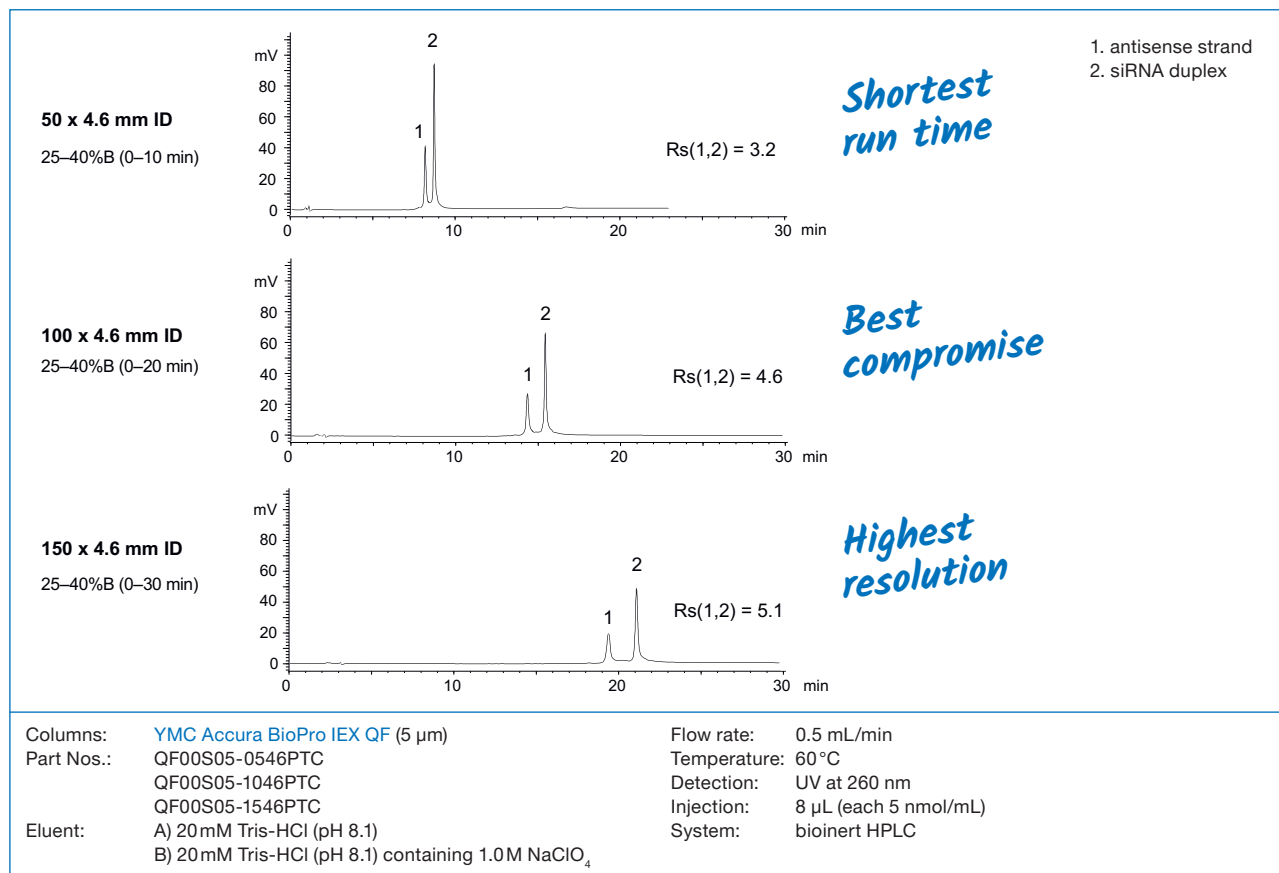 1. antisense strand
2. siRNA duplex
50 x 4.6 mm ID
25–40%B (0–10 min)
mV
80
60
40
20
0
1
2
Rs(1,2) = 3.2
0
10
20
30
min
Shortest
run time
100 x 4.6 mm ID
25–40%B (0–20 min)
mV
80
60
40
20
0
1
2
Rs(1,2) = 4.6
0
10
20
30
min
Best
compromise
150 x 4.6 mm ID
25–40%B (0–30 min)
mV
80
60
40
20
0
1
2
Rs(1,2) = 5.1
0
10
20
30
min
Highest
resolution
Columns: YMC Accura BioPro IEX QF (5 µm)
Part Nos.: QF00S05-0546PTC
QF00S05-1046PTC
QF00S05-1546PTC
Eluent: A) 20 mM Tris-HCl (pH 8.1)
B) 20 mM Tris-HCl (pH 8.1) containing 1.0 M NaClO₄
Flow rate: 0.5 mL/min
Temperature: 60 °C
Detection: UV at 260 nm
Injection: 8 µL (each 5 nmol/mL)
System: bioinert HPLC